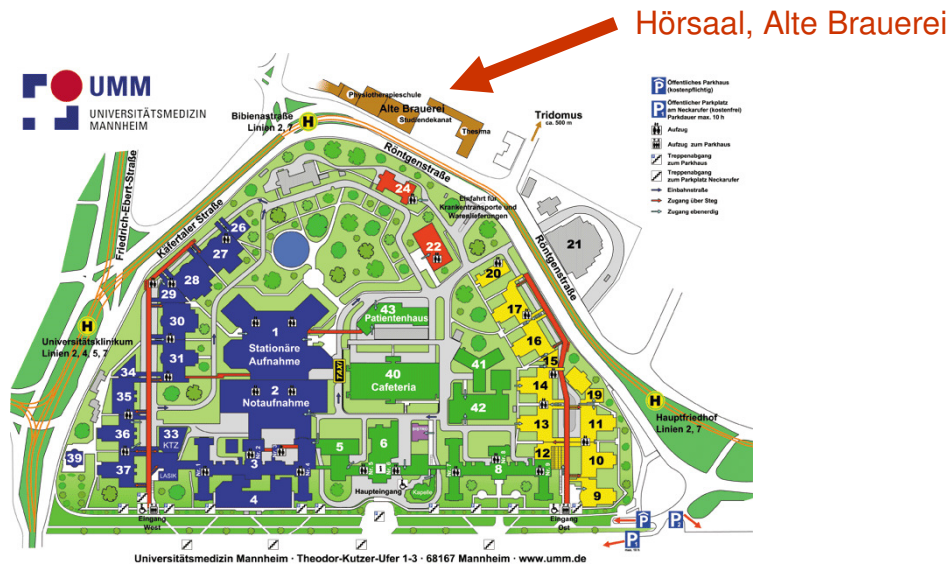 Hörsaal, Alte Brauerei
UMM
UNIVERSITÄTSMEDIZIN
MANNHEIM
Physiotherapieschule
Alte Brauerei
Studiendekanat
Thesima
Tridomus
ca. 500 m
Bibienastraße
Linien 2, 7
H
Röntgenstraße
Friedrich-Ebert-Straße
Käfertaler Straße
Öffentliches Parkhaus
(kostenpflichtig)
Öffentlicher Parkplatz
am Neckarufer (kostenfrei)
Parkdauer max. 10 h
Aufzug
Aufzug zum Parkhaus
Treppenabgang
zum Parkhaus
Treppenabgang
zum Parkplatz Neckarufer
Einbahnstraße
Zugang über Steg
Zugang ebenerdig
24
Einfahrt für
Krankentransporte und
Warenlieferungen
22
21
Röntgenstraße
26
27
28
29
30
31
34
35
36
37
39
33
KTZ
LASIK
H
Universitätsklinikum
Linien 2, 4, 5, 7
1
Stationäre
Aufnahme
2
Notaufnahme
3
4
TAXI
43
Patientenhaus
40
Cafeteria
41
42
5
6
1
8
Haupteingang
Kapelle
20
17
16
15
14
13
12
19
11
10
9
H
Hauptfriedhof
Linien 2, 7
Eingang
West
Eingang
Ost
P
P
P
max. 10 h
Universitätsmedizin Mannheim · Theodor-Kutzer-Ufer 1-3 · 68167 Mannheim · www.umm.de